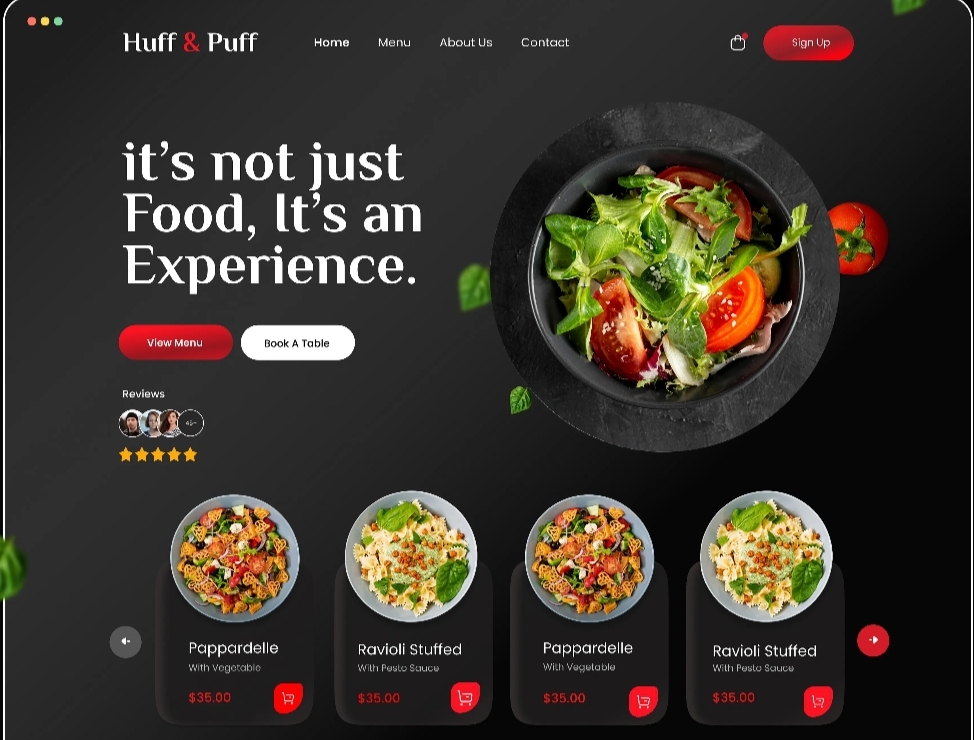 Huff & Puff
Home Menu About Us Contact
Sign Up
it's not just
Food, It's an
Experience.
View Menu
Book A Table
Reviews
Pappardelle
With Vegetable
$35.00
Ravioli Stuffed
With Pesto Sauce
$35.00
Pappardelle
With Vegetable
$35.00
Ravioli Stuffed
With Pesto Sauce
$35.00